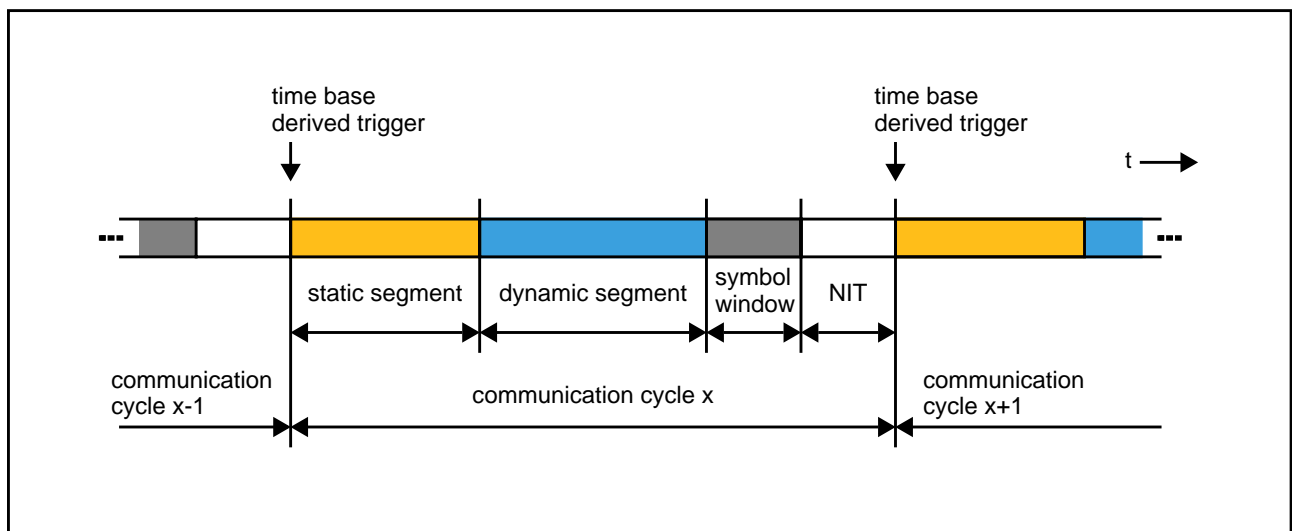 time base
derived trigger
time base
derived trigger
t
static segment
dynamic segment
symbol
window
NIT
communication
cycle x-1
communication cycle x
communication
cycle x+1